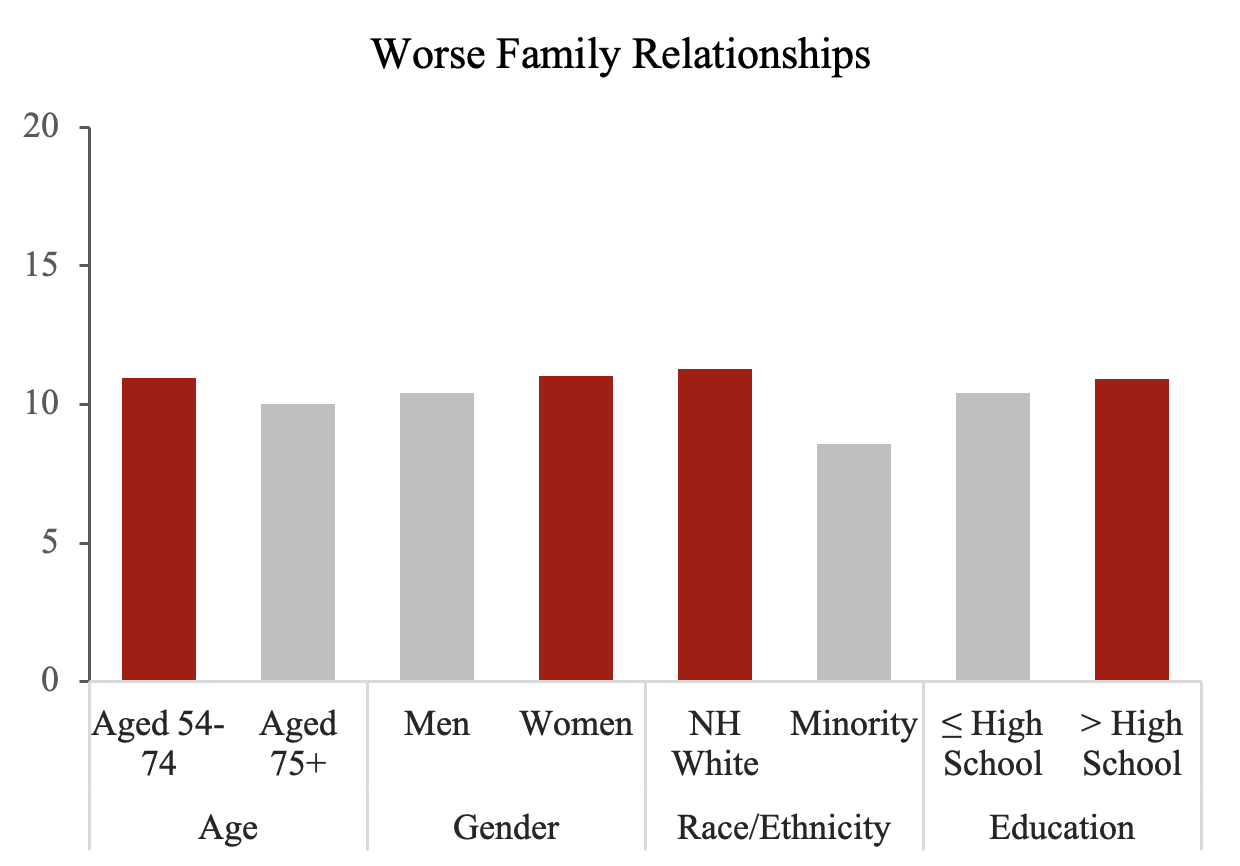 Worse Family Relationships
20
15
10
5
0
Aged 54-
74
Aged
75+
Men
Women
NH
White
Minority
≤ High
School
> High
School
Age
Gender
Race/Ethnicity
Education